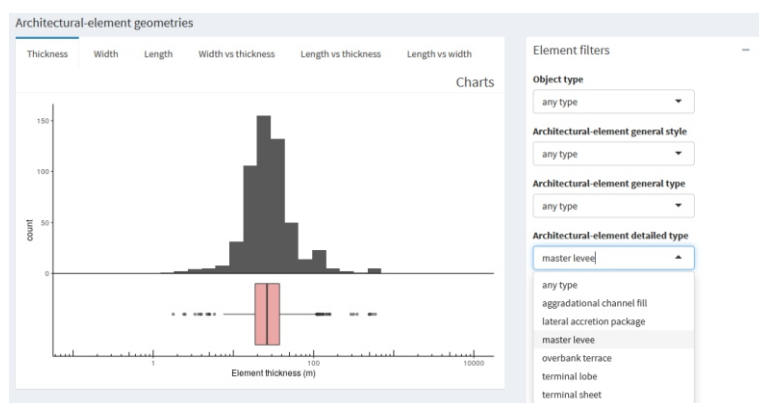 Architectural-element geometries
Thickness Width Length Width vs thickness Length vs thickness Length vs width
Charts
150
100
50
0
count
1 100 10000
Element thickness (m)
Element filters
Object type
any type
Architectural-element general style
any type
Architectural-element general type
any type
Architectural-element detailed type
master levee
any type
aggradational channel fill
lateral accretion package
master levee
overbank terrace
terminal lobe
terminal sheet